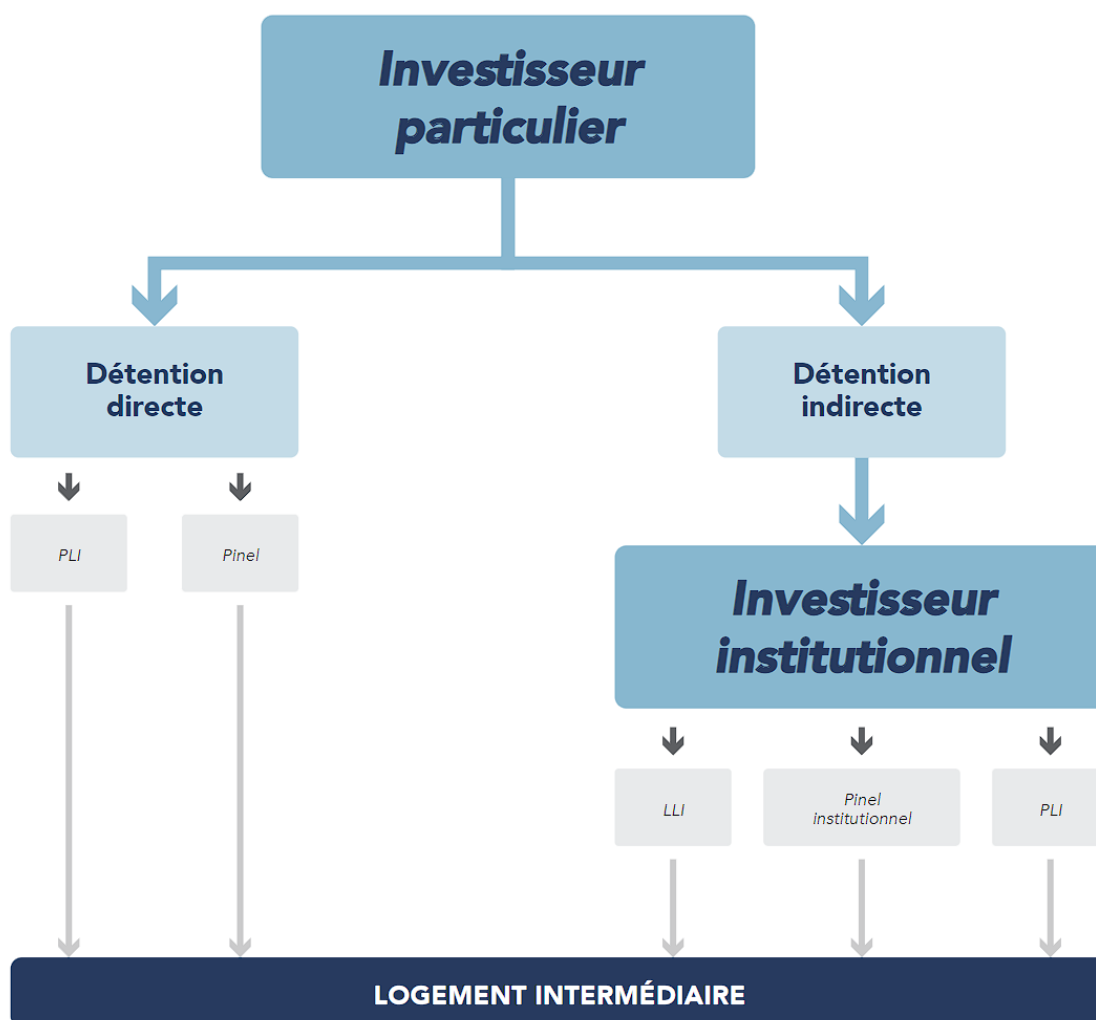 Investisseur
particulier
Détention
directe
Détention
indirecte
PLI
Pinel
Investisseur
institutionnel
LLI
Pinel
institutionnel
PLI
LOGEMENT INTERMÉDIAIRE